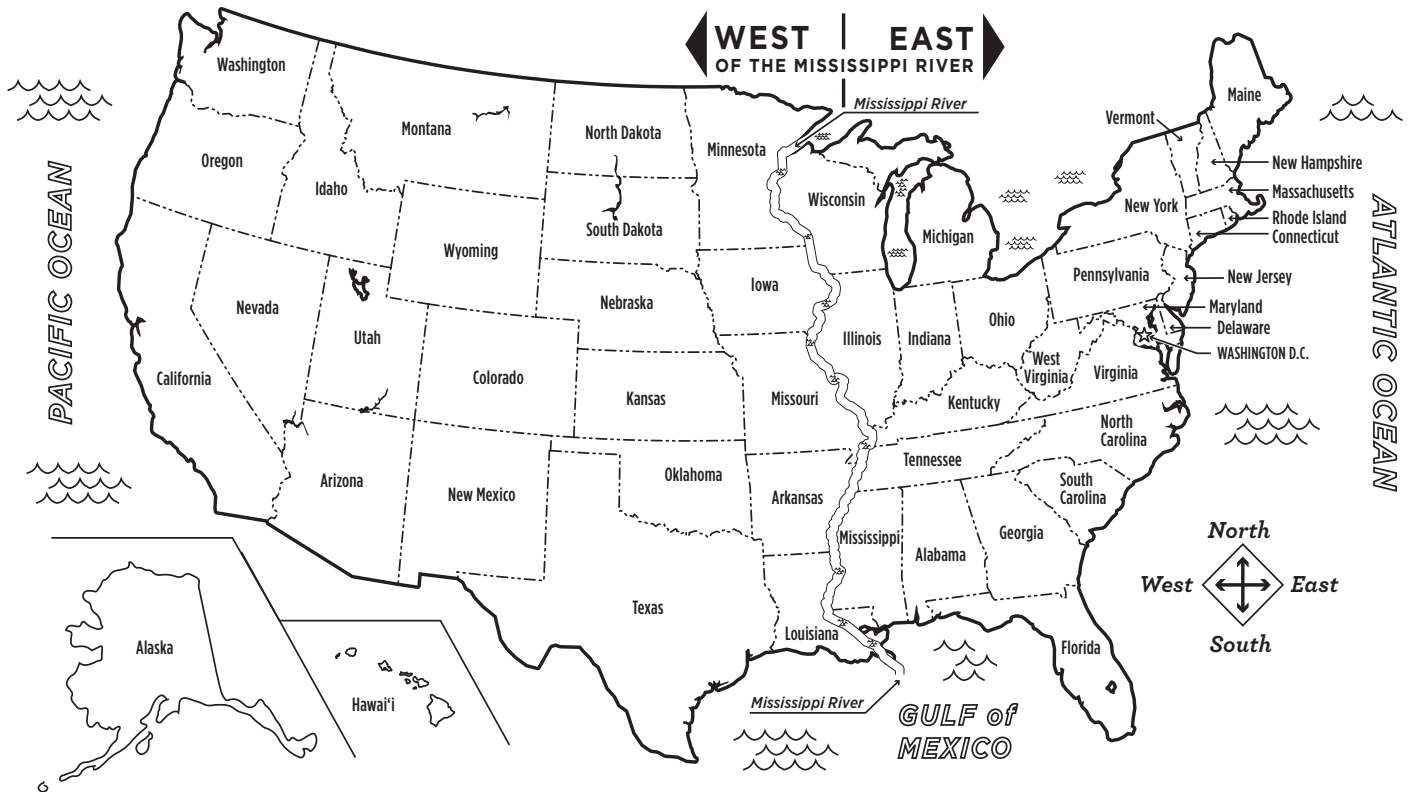 WEST | EAST
OF THE MISSISSIPPI RIVER
Mississippi River
Washington
Oregon
Idaho
Montana
North Dakota
Minnesota
Wisconsin
Michigan
Vermont
Maine
New Hampshire
Massachusetts
Rhode Island
Connecticut
New York
Wyoming
South Dakota
Nebraska
Iowa
Illinois
Indiana
Ohio
Pennsylvania
New Jersey
Maryland
Delaware
WASHINGTON D.C.
Nevada
Utah
California
Colorado
Kansas
Missouri
Kentucky
West
Virginia
Virginia
North
Carolina
Tennessee
South
Carolina
Arizona
New Mexico
Oklahoma
Arkansas
Mississippi
Alabama
Georgia
Texas
Louisiana
Florida
Alaska
Hawai‘i
Mississippi River
PACIFIC OCEAN
ATLANTIC OCEAN
GULF of
MEXICO
North
West
East
South